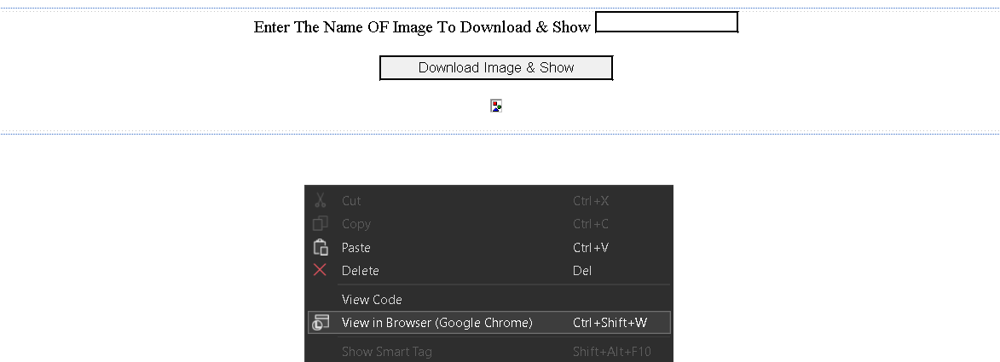 Enter The Name OF Image To Download & Show
Download Image & Show
Cut Ctrl+X
Copy Ctrl+C
Paste Ctrl+V
Delete Del
View Code
View in Browser (Google Chrome) Ctrl+Shift+W
Show Smart Tag Shift+Alt+F10